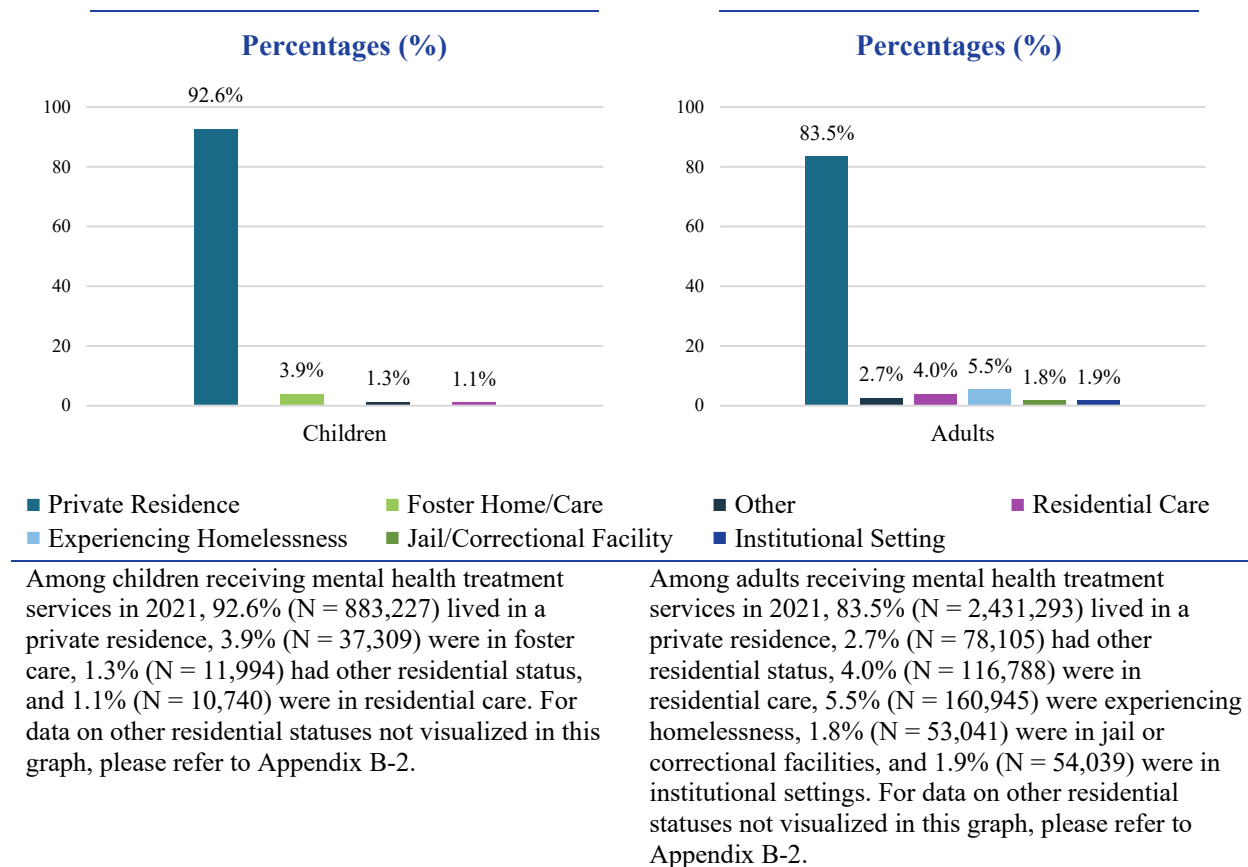 Percentages (%)
92.6%
100
80
60
40
20
0
3.9%
1.3%
1.1%
Children
Percentages (%)
100
83.5%
80
60
40
20
0
2.7%
4.0%
5.5%
1.8%
1.9%
Adults
Private Residence
Foster Home/Care
Other
Residential Care
Experiencing Homelessness
Jail/Correctional Facility
Institutional Setting
Among children receiving mental health treatment
services in 2021, 92.6% (N = 883,227) lived in a
private residence, 3.9% (N = 37,309) were in foster
care, 1.3% (N = 11,994) had other residential status,
and 1.1% (N = 10,740) were in residential care. For
data on other residential statuses not visualized in this
graph, please refer to Appendix B-2.
Among adults receiving mental health treatment
services in 2021, 83.5% (N = 2,431,293) lived in a
private residence, 2.7% (N = 78,105) had other
residential status, 4.0% (N = 116,788) were in
residential care, 5.5% (N = 160,945) were experiencing
homelessness, 1.8% (N = 53,041) were in jail or
correctional facilities, and 1.9% (N = 54,039) were in
institutional settings. For data on other residential
statuses not visualized in this graph, please refer to
Appendix B-2.